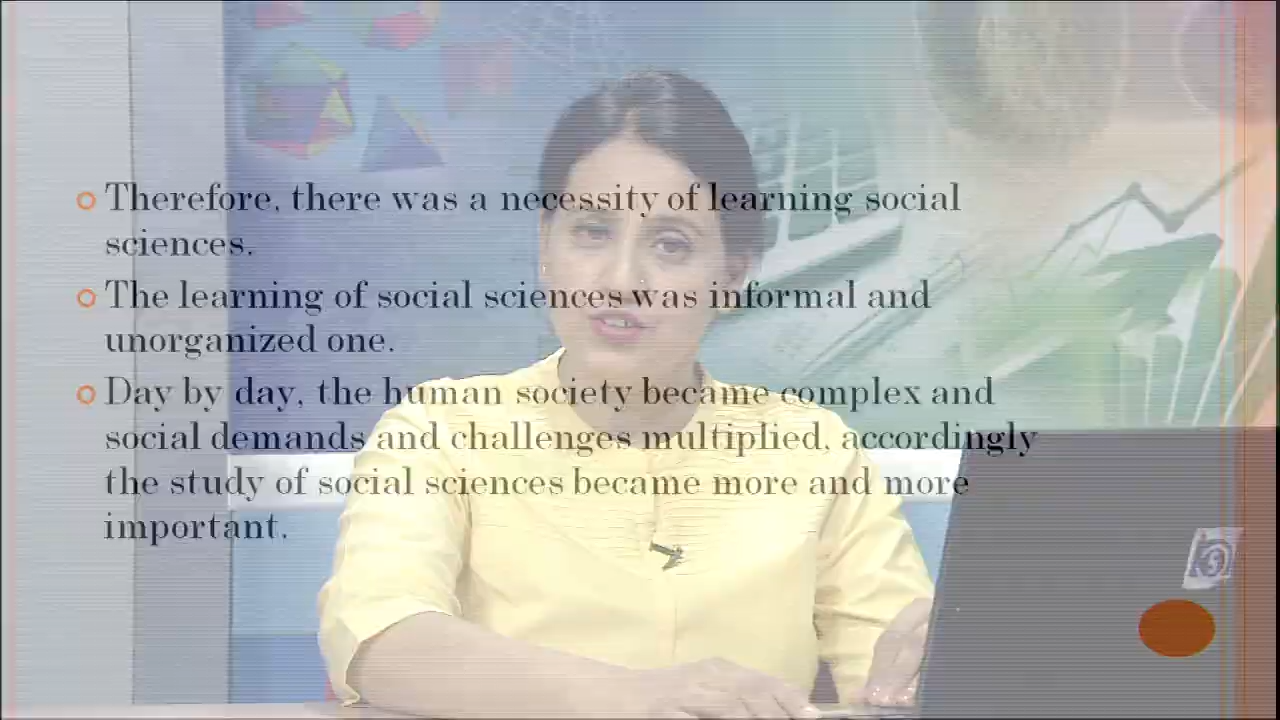 Therefore, there was a necessity of learning social
sciences.
The learning of social sciences was informal and
unorganized one.
Day by day, the human society became complex and
social demands and challenges multiplied, accordingly
the study of social sciences became more and more
important.